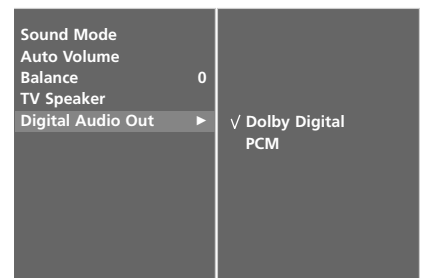 Sound Mode
Auto Volume
Balance 0
TV Speaker
Digital Audio Out ►
√ Dolby Digital
PCM